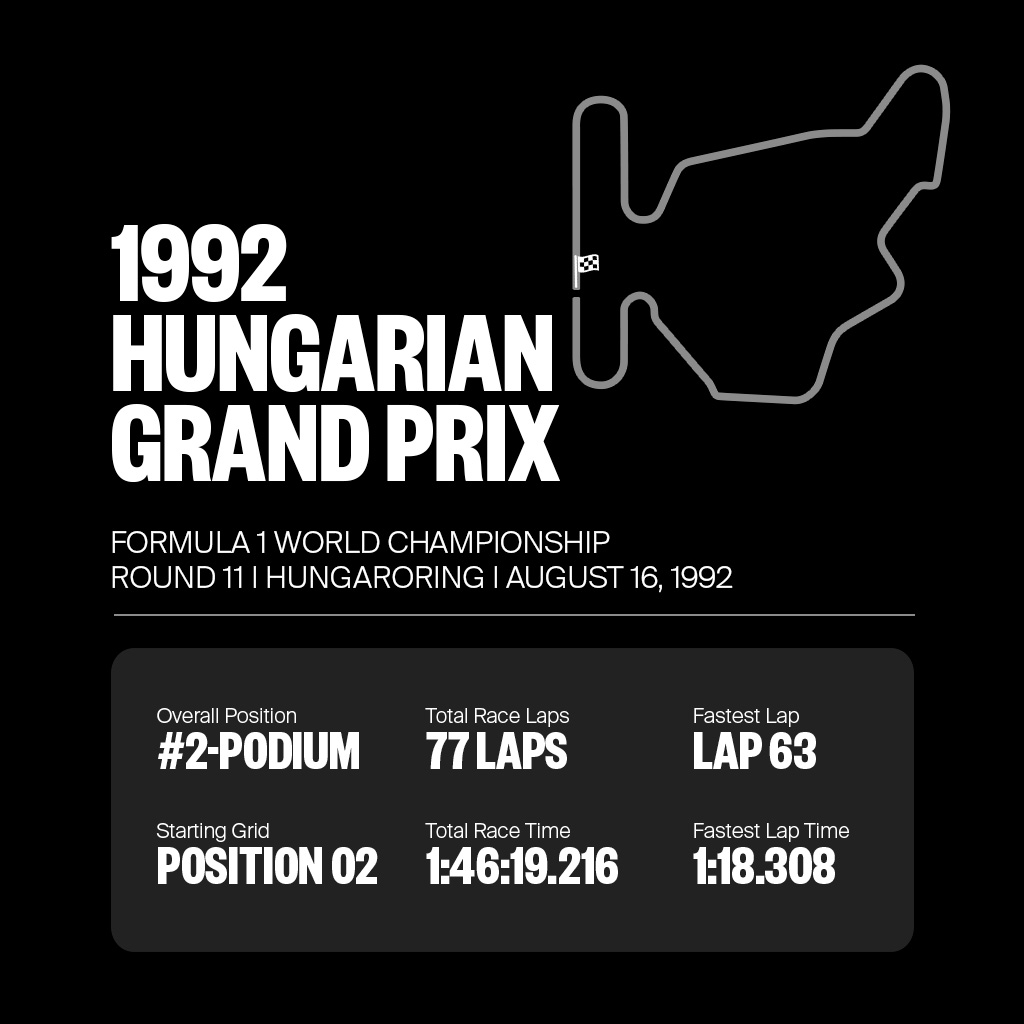 1992
HUNGARIAN
GRAND PRIX
FORMULA 1 WORLD CHAMPIONSHIP
ROUND 11 I HUNGARORING I AUGUST 16, 1992
Overall Position
#2-PODIUM
Total Race Laps
77 LAPS
Fastest Lap
LAP 63
Starting Grid
POSITION 02
Total Race Time
1:46:19.216
Fastest Lap Time
1:18.308